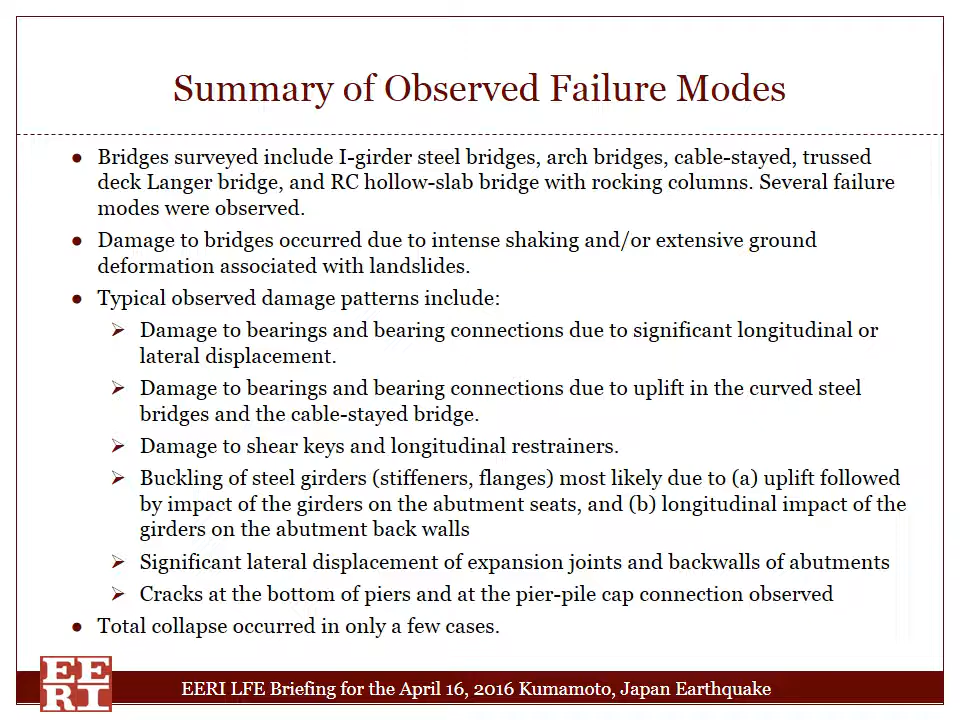 Summary of Observed Failure Modes
● Bridges surveyed include I-girder steel bridges, arch bridges, cable-stayed, trussed
deck Langer bridge, and RC hollow-slab bridge with rocking columns. Several failure
modes were observed.
● Damage to bridges occurred due to intense shaking and/or extensive ground
deformation associated with landslides.
● Typical observed damage patterns include:
➢ Damage to bearings and bearing connections due to significant longitudinal or
lateral displacement.
➢ Damage to bearings and bearing connections due to uplift in the curved steel
bridges and the cable-stayed bridge.
➢ Damage to shear keys and longitudinal restrainers.
➢ Buckling of steel girders (stiffeners, flanges) most likely due to (a) uplift followed
by impact of the girders on the abutment seats, and (b) longitudinal impact of the
girders on the abutment back walls
➢ Significant lateral displacement of expansion joints and backwalls of abutments
➢ Cracks at the bottom of piers and at the pier-pile cap connection observed
● Total collapse occurred in only a few cases.
EE
RI
EERI LFE Briefing for the April 16, 2016 Kumamoto, Japan Earthquake